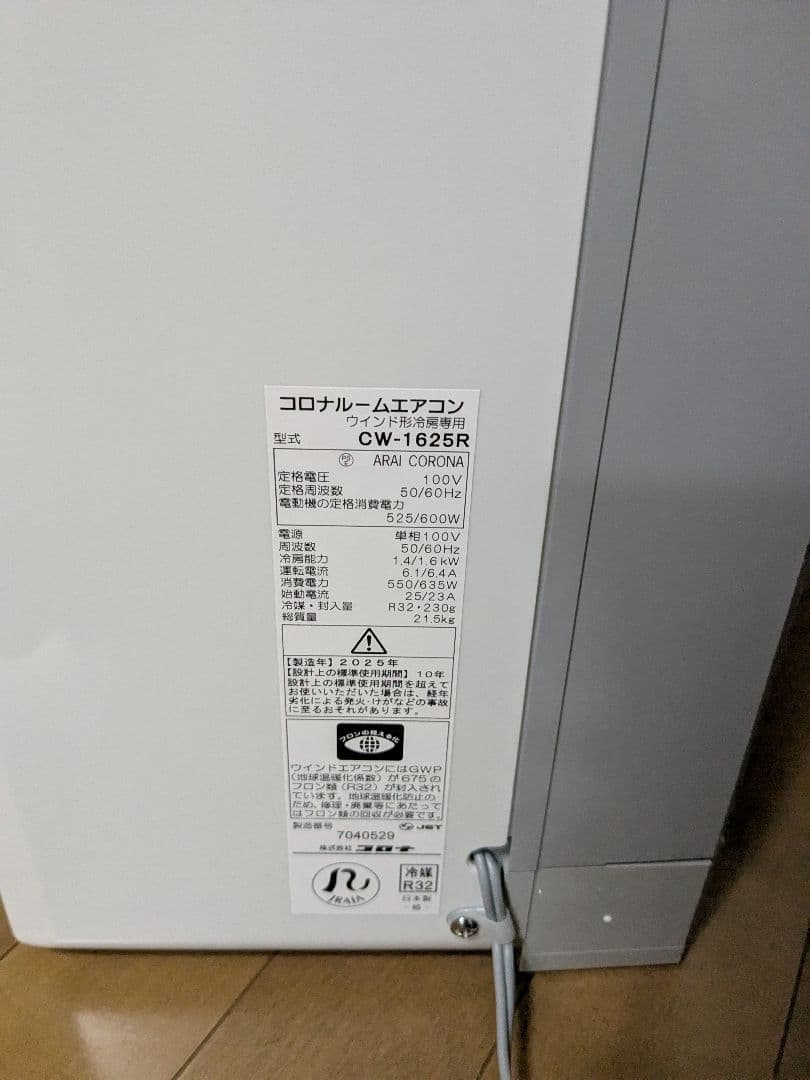 コロナルームエアコン
ウインド形冷房専用
型式 CW-1625R
PS E ARAI CORONA
定格電圧 100V
定格周波数 50/60Hz
電動機の定格消費電力
525/600W
電源 単相100V
周波数 50/60Hz
冷房能力 1.4/1.6kW
運転電流 6.1/6.4A
消費電力 550/635W
始動電流 25/23A
冷媒・封入量 R32・230g
総質量 21.5kg
【製造年】2025年
【設計上の標準使用期間】10年
設計上の標準使用期間を超えて
お使いいただいた場合は、経年
劣化による発火・けがなどの事故
に至るおそれがあります。
フロンの見える化
ウインドエアコンにはGWP
(地球温暖化係数)が675の
フロン類(R32)が封入され
ています。地球温暖化防止の
ため、修理・廃棄等にあたって
はフロン類の回収が必要です。
製造番号 JET
7040529
株式会社 コロナ
JRAIA
冷媒
R32
日本製